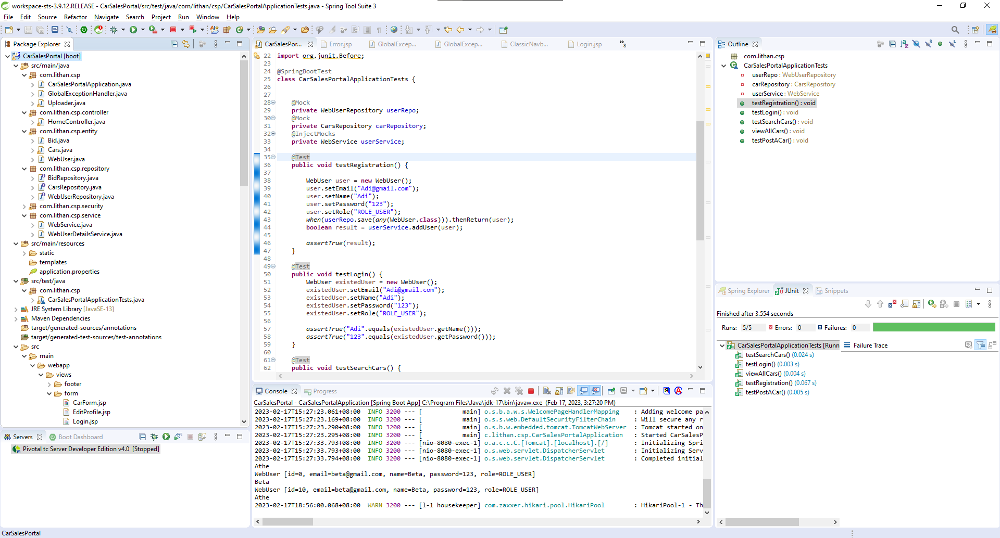 workspace-sts-3.9.12.RELEASE - CarSalesPortal/src/test/java/com/lithan/csp/CarSalesPortalApplicationTests.java - Spring Tool Suite 3
File Edit Source Refactor Navigate Search Project Run Window Help
Package Explorer
CarSalesPortal [boot]
src/main/java
com.lithan.csp
CarSalesPortalApplication.java
GlobalExceptionHandler.java
Uploader.java
com.lithan.csp.controller
HomeController.java
com.lithan.csp.entity
Bid.java
Cars.java
WebUser.java
com.lithan.csp.repository
BidRepository.java
CarsRepository.java
WebUserRepository.java
com.lithan.csp.security
com.lithan.csp.service
WebService.java
WebUserDetailsService.java
src/main/resources
static
templates
application.properties
src/test/java
com.lithan.csp
CarSalesPortalApplicationTests.java
JRE System Library [JavaSE-13]
Maven Dependencies
target/generated-sources/annotations
target/generated-test-sources/test-annotations
src
main
webapp
views
footer
form
CarForm.jsp
EditProfile.jsp
Login.jsp
Servers Boot Dashboard
Pivotal tc Server Developer Edition v4.0 [Stopped]
CarSalesPor... Error.jsp GlobalExcep... GlobalExcep... ClassicNavb... Login.jsp »8
22 import org.junit.Before;
23
24 @SpringBootTest
25 class CarSalesPortalApplicationTests {
26
27
28 @Mock
29 private WebUserRepository userRepo;
30 @Mock
31 private CarsRepository carRepository;
32 @InjectMocks
33 private WebService userService;
34
35 @Test
36 public void testRegistration() {
37
38 WebUser user = new WebUser();
39 user.setEmail("Adi@gmail.com");
40 user.setName("Adi");
41 user.setPassword("123");
42 user.setRole("ROLE_USER");
43 when(userRepo.save(any(WebUser.class))).thenReturn(user);
44 boolean result = userService.addUser(user);
45
46 assertTrue(result);
47 }
48
49 @Test
50 public void testLogin() {
51 WebUser existedUser = new WebUser();
52 existedUser.setEmail("Adi@gmail.com");
53 existedUser.setName("Adi");
54 existedUser.setPassword("123");
55 existedUser.setRole("ROLE_USER");
56
57 assertTrue("Adi".equals(existedUser.getName()));
58 assertTrue("123".equals(existedUser.getPassword()));
59 }
60
61 @Test
62 public void testSearchCars() {
Console Progress
CarSalesPortal - CarSalesPortalApplication [Spring Boot App] C:\Program Files\Java\jdk-17\bin\javaw.exe (Feb 17, 2023, 3:27:20 PM)
2023-02-17T15:27:23.061+08:00 INFO 3200 --- [ main] o.s.b.a.w.s.WelcomePageHandlerMapping : Adding welcome pa
2023-02-17T15:27:23.169+08:00 INFO 3200 --- [ main] o.s.s.web.DefaultSecurityFilterChain : Will secure any r
2023-02-17T15:27:23.290+08:00 INFO 3200 --- [ main] o.s.b.w.embedded.tomcat.TomcatWebServer : Tomcat started on
2023-02-17T15:27:23.295+08:00 INFO 3200 --- [ main] c.lithan.csp.CarSalesPortalApplication : Started CarSalesP
2023-02-17T15:27:33.793+08:00 INFO 3200 --- [nio-8080-exec-1] o.a.c.c.C.[Tomcat].[localhost].[/] : Initializing Spri
2023-02-17T15:27:33.793+08:00 INFO 3200 --- [nio-8080-exec-1] o.s.web.servlet.DispatcherServlet : Initializing Serv
2023-02-17T15:27:33.794+08:00 INFO 3200 --- [nio-8080-exec-1] o.s.web.servlet.DispatcherServlet : Completed initial
Athe
WebUser [id=0, email=beta@gmail.com, name=Beta, password=123, role=ROLE_USER]
Beta
WebUser [id=10, email=beta@gmail.com, name=Beta, password=123, role=ROLE_USER]
Athe
2023-02-17T18:56:00.068+08:00 WARN 3200 --- [l-1 housekeeper] com.zaxxer.hikari.pool.HikariPool : HikariPool-1 - Th
Outline
com.lithan.csp
CarSalesPortalApplicationTests
userRepo : WebUserRepository
carRepository : CarsRepository
userService : WebService
testRegistration() : void
testLogin() : void
testSearchCars() : void
viewAllCars() : void
testPostACar() : void
Spring Explorer JUnit Snippets
Finished after 3.554 seconds
Runs: 5/5 Errors: 0 Failures: 0
CarSalesPortalApplicationTests [Runn
Failure Trace
testSearchCars() (0.024 s)
testLogin() (0.003 s)
viewAllCars() (0.004 s)
testRegistration() (0.067 s)
testPostACar() (0.005 s)
CarSalesPortal